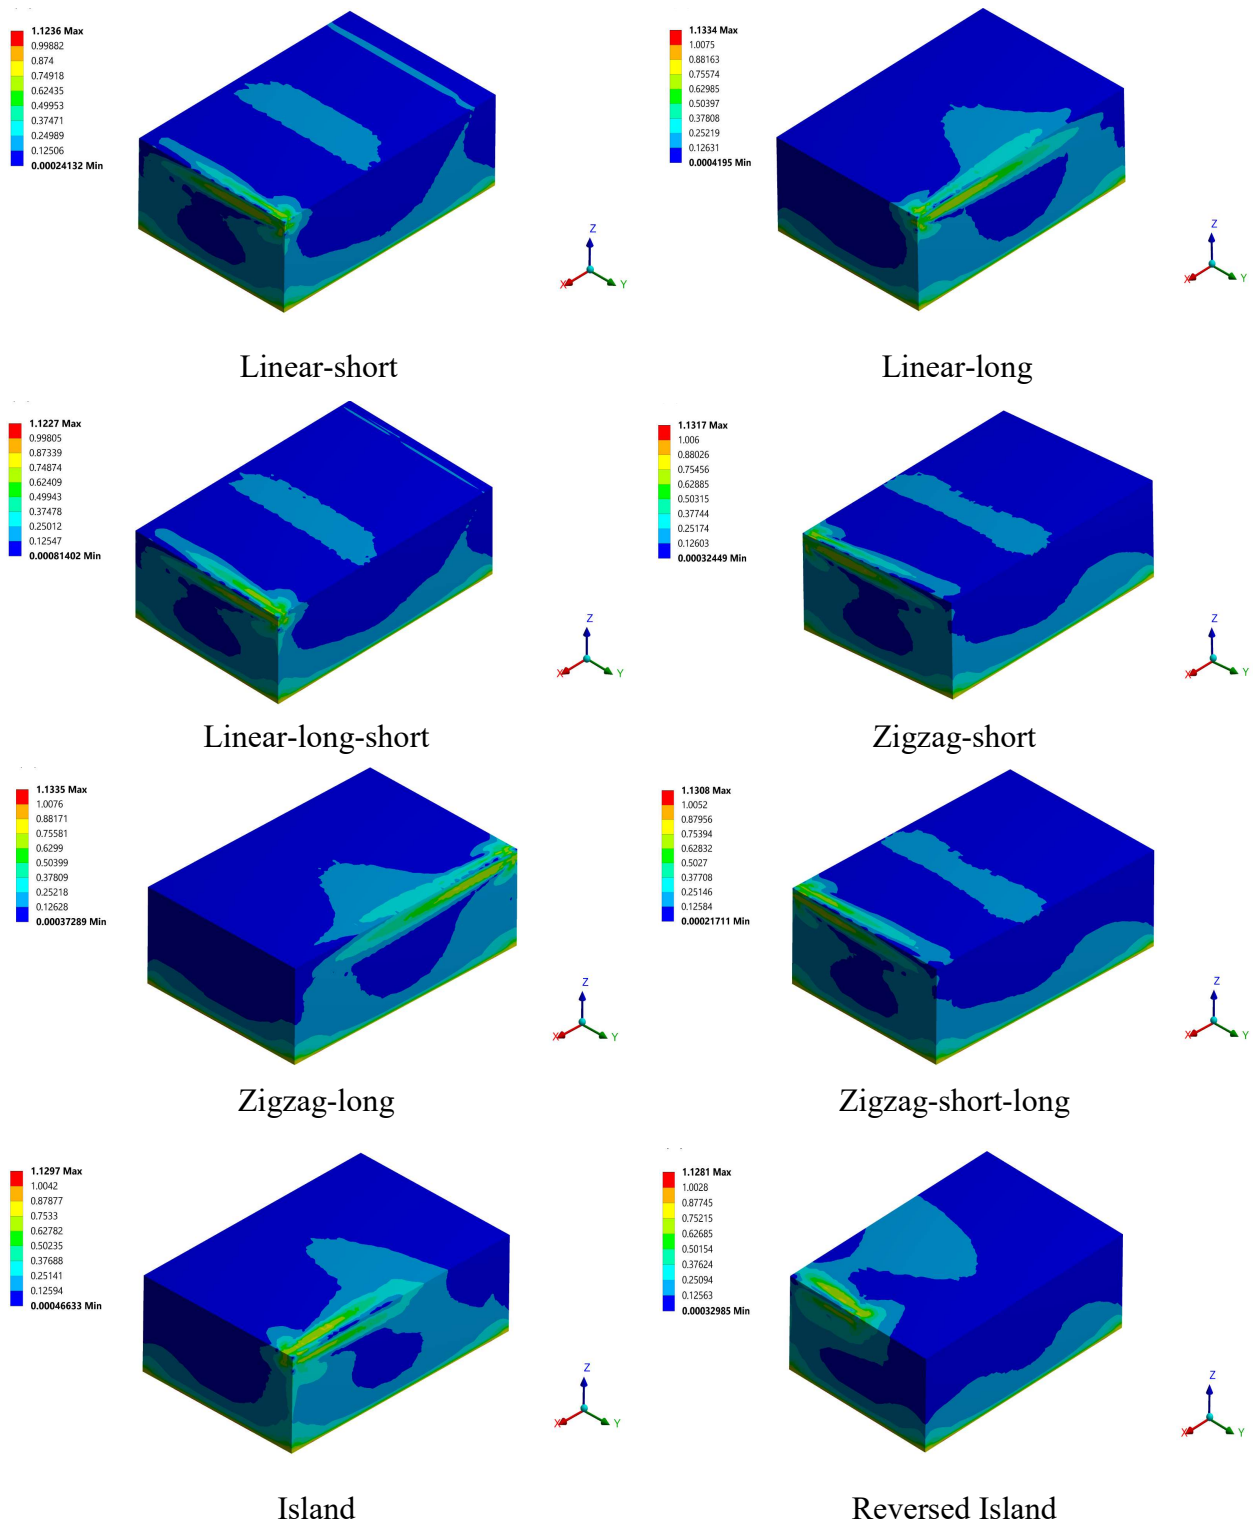 1.1236 Max
0.99882
0.874
0.74918
0.62435
0.49953
0.37471
0.24989
0.12506
0.00024132 Min
Z
X
Y
Linear-short
1.1334 Max
1.0075
0.88163
0.75574
0.62985
0.50397
0.37808
0.25219
0.12631
0.0004195 Min
Z
X
Y
Linear-long
1.1227 Max
0.99805
0.87339
0.74874
0.62409
0.49943
0.37478
0.25012
0.12547
0.00081402 Min
Z
X
Y
Linear-long-short
1.1317 Max
1.006
0.88026
0.75456
0.62885
0.50315
0.37744
0.25174
0.12603
0.00032449 Min
Z
X
Y
Zigzag-short
1.1335 Max
1.0076
0.88171
0.75581
0.6299
0.50399
0.37809
0.25218
0.12628
0.00037289 Min
Z
X
Y
Zigzag-long
1.1308 Max
1.0052
0.87956
0.75394
0.62832
0.5027
0.37708
0.25146
0.12584
0.00021711 Min
Z
X
Y
Zigzag-short-long
1.1297 Max
1.0042
0.87877
0.7533
0.62782
0.50235
0.37688
0.25141
0.12594
0.00046633 Min
Z
X
Y
Island
1.1281 Max
1.0028
0.87745
0.75215
0.62685
0.50154
0.37624
0.25094
0.12563
0.00032985 Min
Z
X
Y
Reversed Island